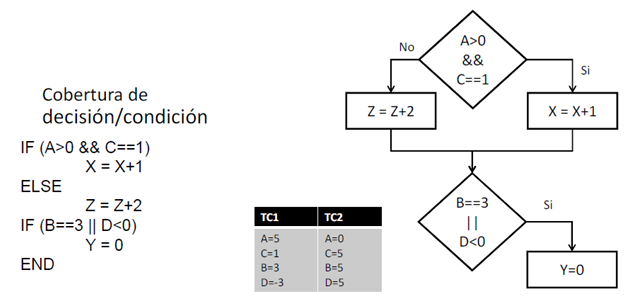 Cobertura de
decisión/condición
IF (A>0 && C==1)
X = X+1
ELSE
Z = Z+2
IF (B==3 || D<0)
Y = 0
END
TC1 TC2
A=5 A=0
C=1 C=5
B=3 B=5
D=-3 D=5
A>0
&&
C==1
No
Si
Z = Z+2
X = X+1
B==3
||
D<0
Si
Y=0